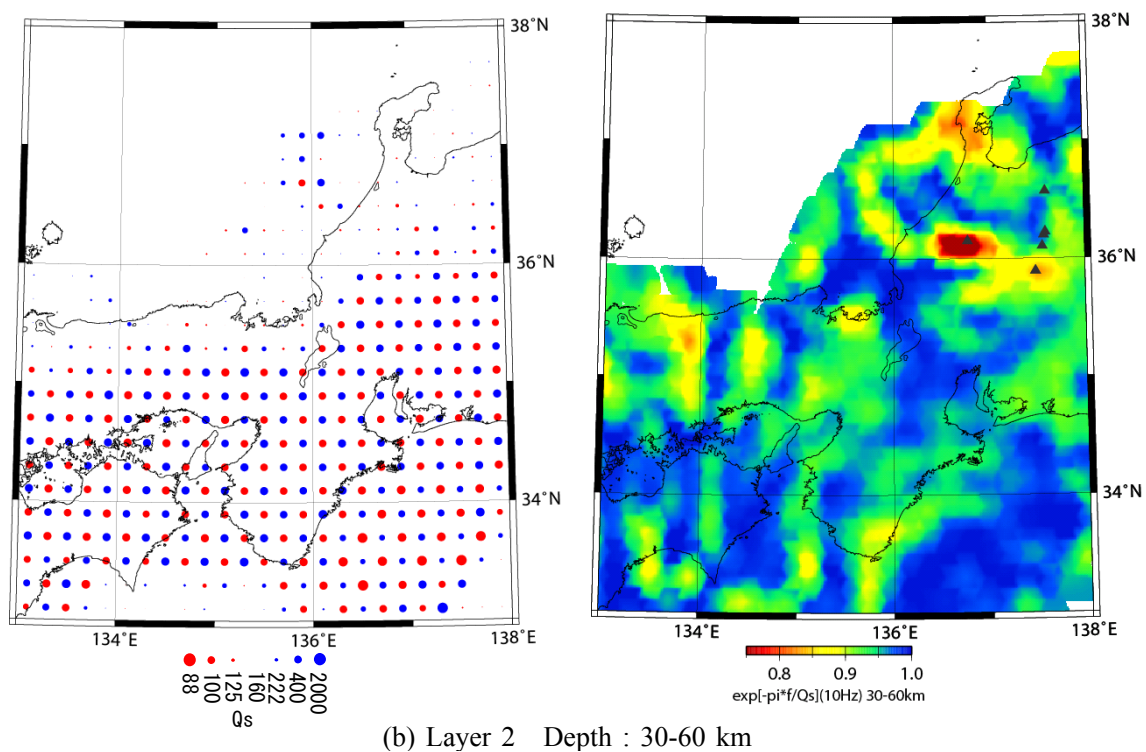 38°N
36°N
34°N
134°E 136°E 138°E
88 100 125 160 222 400 2000
Qs
38°N
36°N
34°N
134°E 136°E 138°E
0.8 0.9 1.0
exp[-pi*f/Qs](10Hz) 30-60km
(b) Layer 2 Depth : 30-60 km